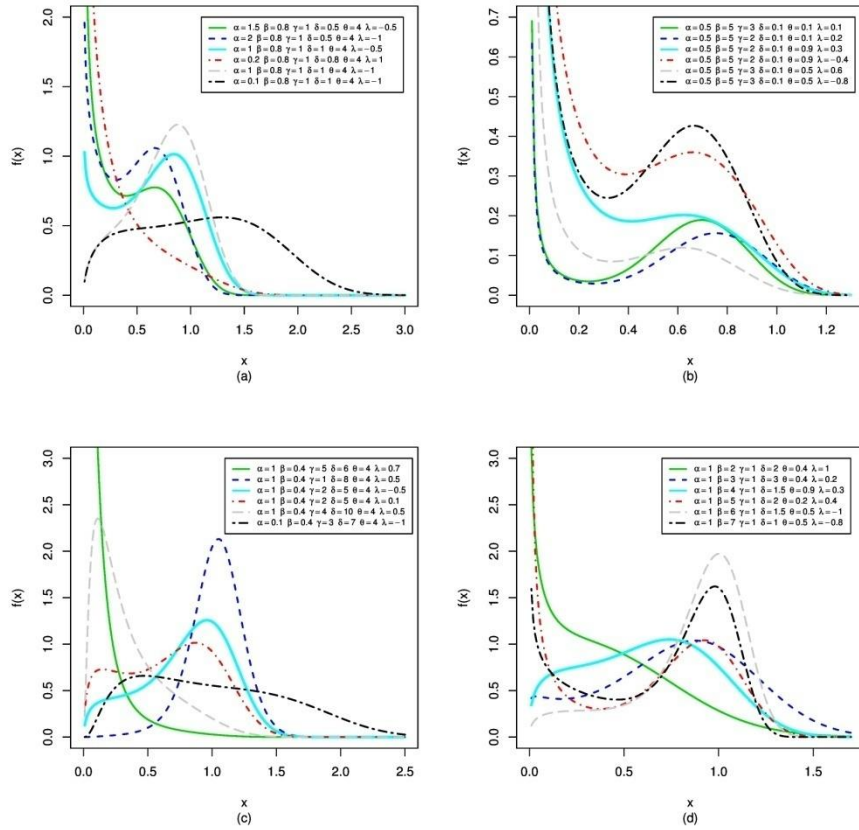 α=1.5 β=0.8 γ=1 δ=0.5 θ=4 λ=−0.5
α=2 β=0.8 γ=1 δ=0.5 θ=4 λ=−1
α=1 β=0.8 γ=1 δ=1 θ=4 λ=−0.5
α=0.2 β=0.8 γ=1 δ=0.8 θ=4 λ=1
α=1 β=0.8 γ=1 δ=1 θ=4 λ=−1
α=0.1 β=0.8 γ=1 δ=1 θ=4 λ=−1
f(x)
2.0
1.5
1.0
0.5
0.0
0.0 0.5 1.0 1.5 2.0 2.5 3.0
x
(a)
α=0.5 β=5 γ=3 δ=0.1 θ=0.1 λ=0.1
α=0.5 β=5 γ=2 δ=0.1 θ=0.1 λ=0.2
α=0.5 β=5 γ=2 δ=0.1 θ=0.9 λ=0.3
α=0.5 β=5 γ=2 δ=0.1 θ=0.9 λ=−0.4
α=0.5 β=5 γ=3 δ=0.1 θ=0.5 λ=0.6
α=0.5 β=5 γ=3 δ=0.1 θ=0.5 λ=−0.8
f(x)
0.7
0.6
0.5
0.4
0.3
0.2
0.1
0.0
0.0 0.2 0.4 0.6 0.8 1.0 1.2
x
(b)
α=1 β=0.4 γ=5 δ=6 θ=4 λ=0.7
α=1 β=0.4 γ=1 δ=8 θ=4 λ=0.5
α=1 β=0.4 γ=2 δ=5 θ=4 λ=−0.5
α=1 β=0.4 γ=2 δ=5 θ=4 λ=0.1
α=1 β=0.4 γ=4 δ=10 θ=4 λ=0.5
α=0.1 β=0.4 γ=3 δ=7 θ=4 λ=−1
f(x)
3.0
2.5
2.0
1.5
1.0
0.5
0.0
0.0 0.5 1.0 1.5 2.0 2.5
x
(c)
α=1 β=2 γ=1 δ=2 θ=0.4 λ=1
α=1 β=3 γ=1 δ=3 θ=0.4 λ=0.2
α=1 β=4 γ=1 δ=1.5 θ=0.9 λ=0.3
α=1 β=5 γ=1 δ=2 θ=0.2 λ=0.4
α=1 β=6 γ=1 δ=1.5 θ=0.5 λ=−1
α=1 β=7 γ=1 δ=1 θ=0.5 λ=−0.8
f(x)
3.0
2.5
2.0
1.5
1.0
0.5
0.0
0.0 0.5 1.0 1.5
x
(d)